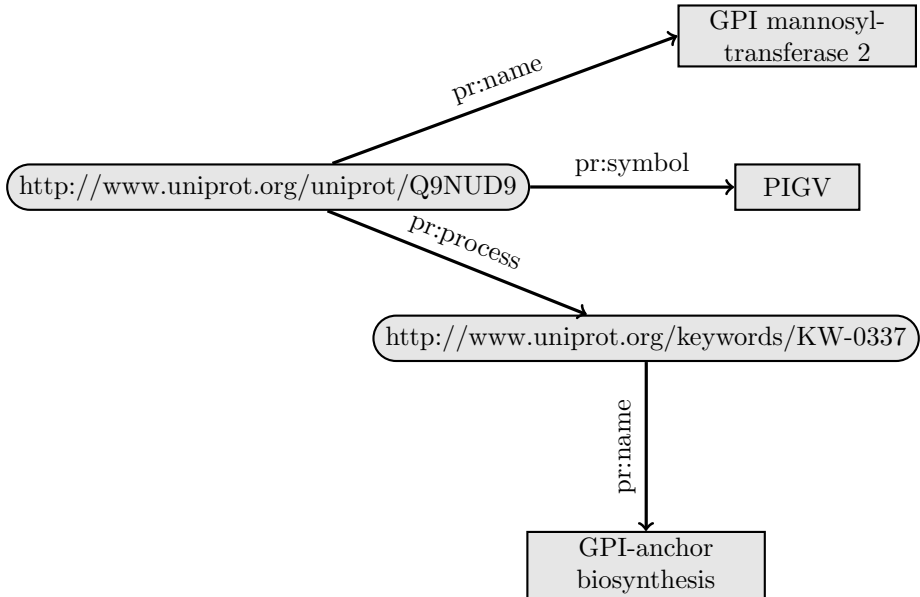 GPI mannosyl-
transferase 2
pr:name
http://www.uniprot.org/uniprot/Q9NUD9
pr:symbol
PIGV
pr:process
http://www.uniprot.org/keywords/KW-0337
pr:name
GPI-anchor
biosynthesis